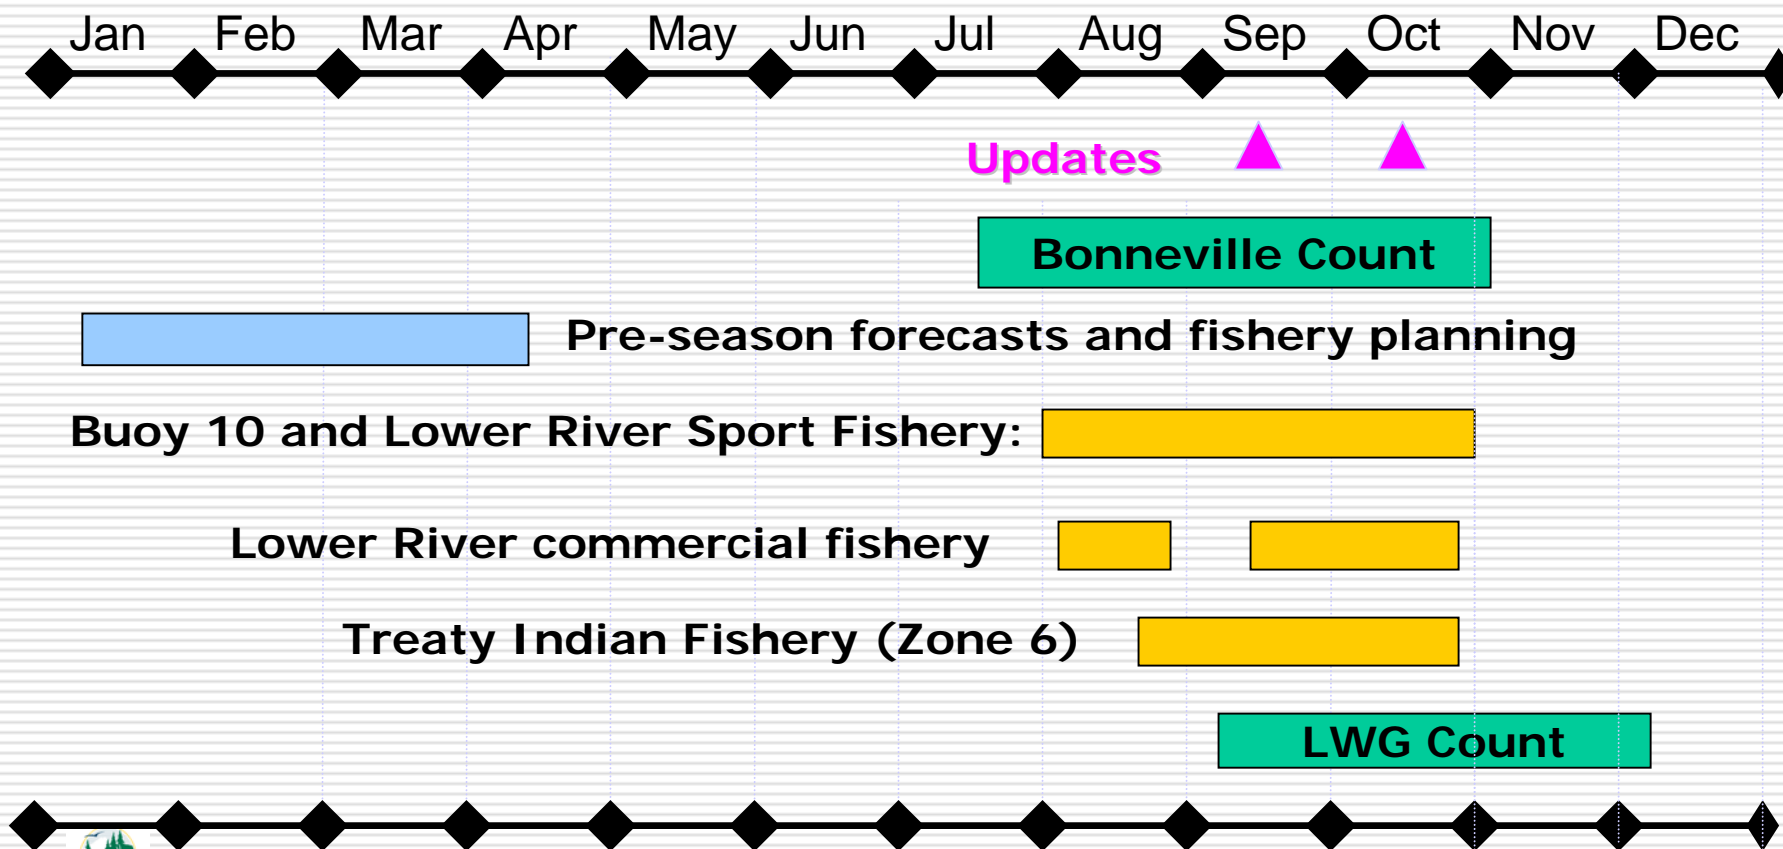 Jan Feb Mar Apr May Jun Jul Aug Sep Oct Nov Dec
Updates
Bonneville Count
Pre-season forecasts and fishery planning
Buoy 10 and Lower River Sport Fishery:
Lower River commercial fishery
Treaty Indian Fishery (Zone 6)
LWG Count